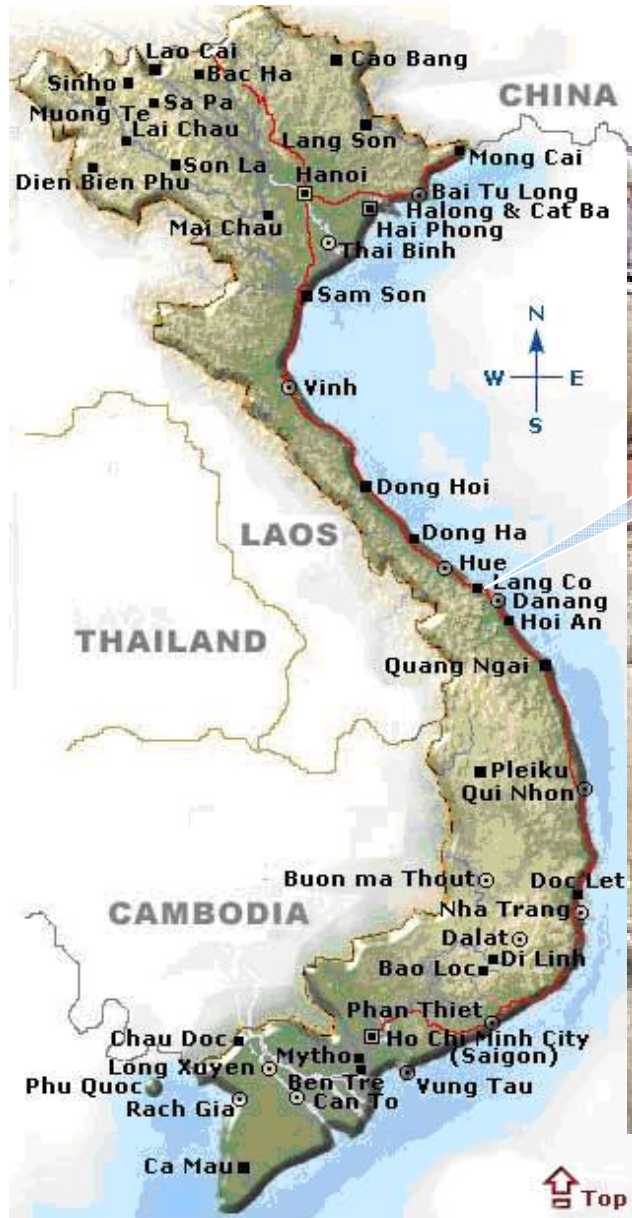 Lao Cai
Cao Bang
Bac Ha
Sinho
CHINA
Sa Pa
Muong Te
Lang Son
Lai Chau
Mong Cai
Son La
Hanoi
Dien Bien Phu
Bai Tu Long
Halong & Cat Ba
Mai Chau
Hai Phong
Thai Binh
Sam Son
N
W
E
S
Vinh
Dong Hoi
LAOS
Dong Ha
Hue
Lang Co
Danang
Hoi An
THAILAND
Quang Ngai
Pleiku
Qui Nhon
Buon ma Thout
Doc Let
CAMBODIA
Nha Trang
Dalat
Di Linh
Bao Loc
Phan Thiet
Chau Doc
Ho Chi Minh City
(Saigon)
Mytho
Long Xuyen
Phu Quoc
Ben Tre
Vung Tau
Rach Gia
Can To
Ca Mau
Top